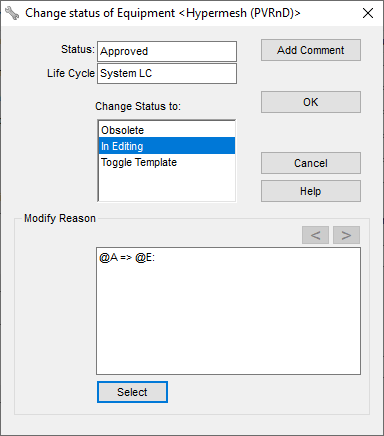 Change status of Equipment <Hypermesh (PVRnD)>
Status: Approved
Add Comment
Life Cycle System LC
Change Status to:
OK
Obsolete
In Editing
Toggle Template
Cancel
Help
Modify Reason
< >
@A => @E:
Select